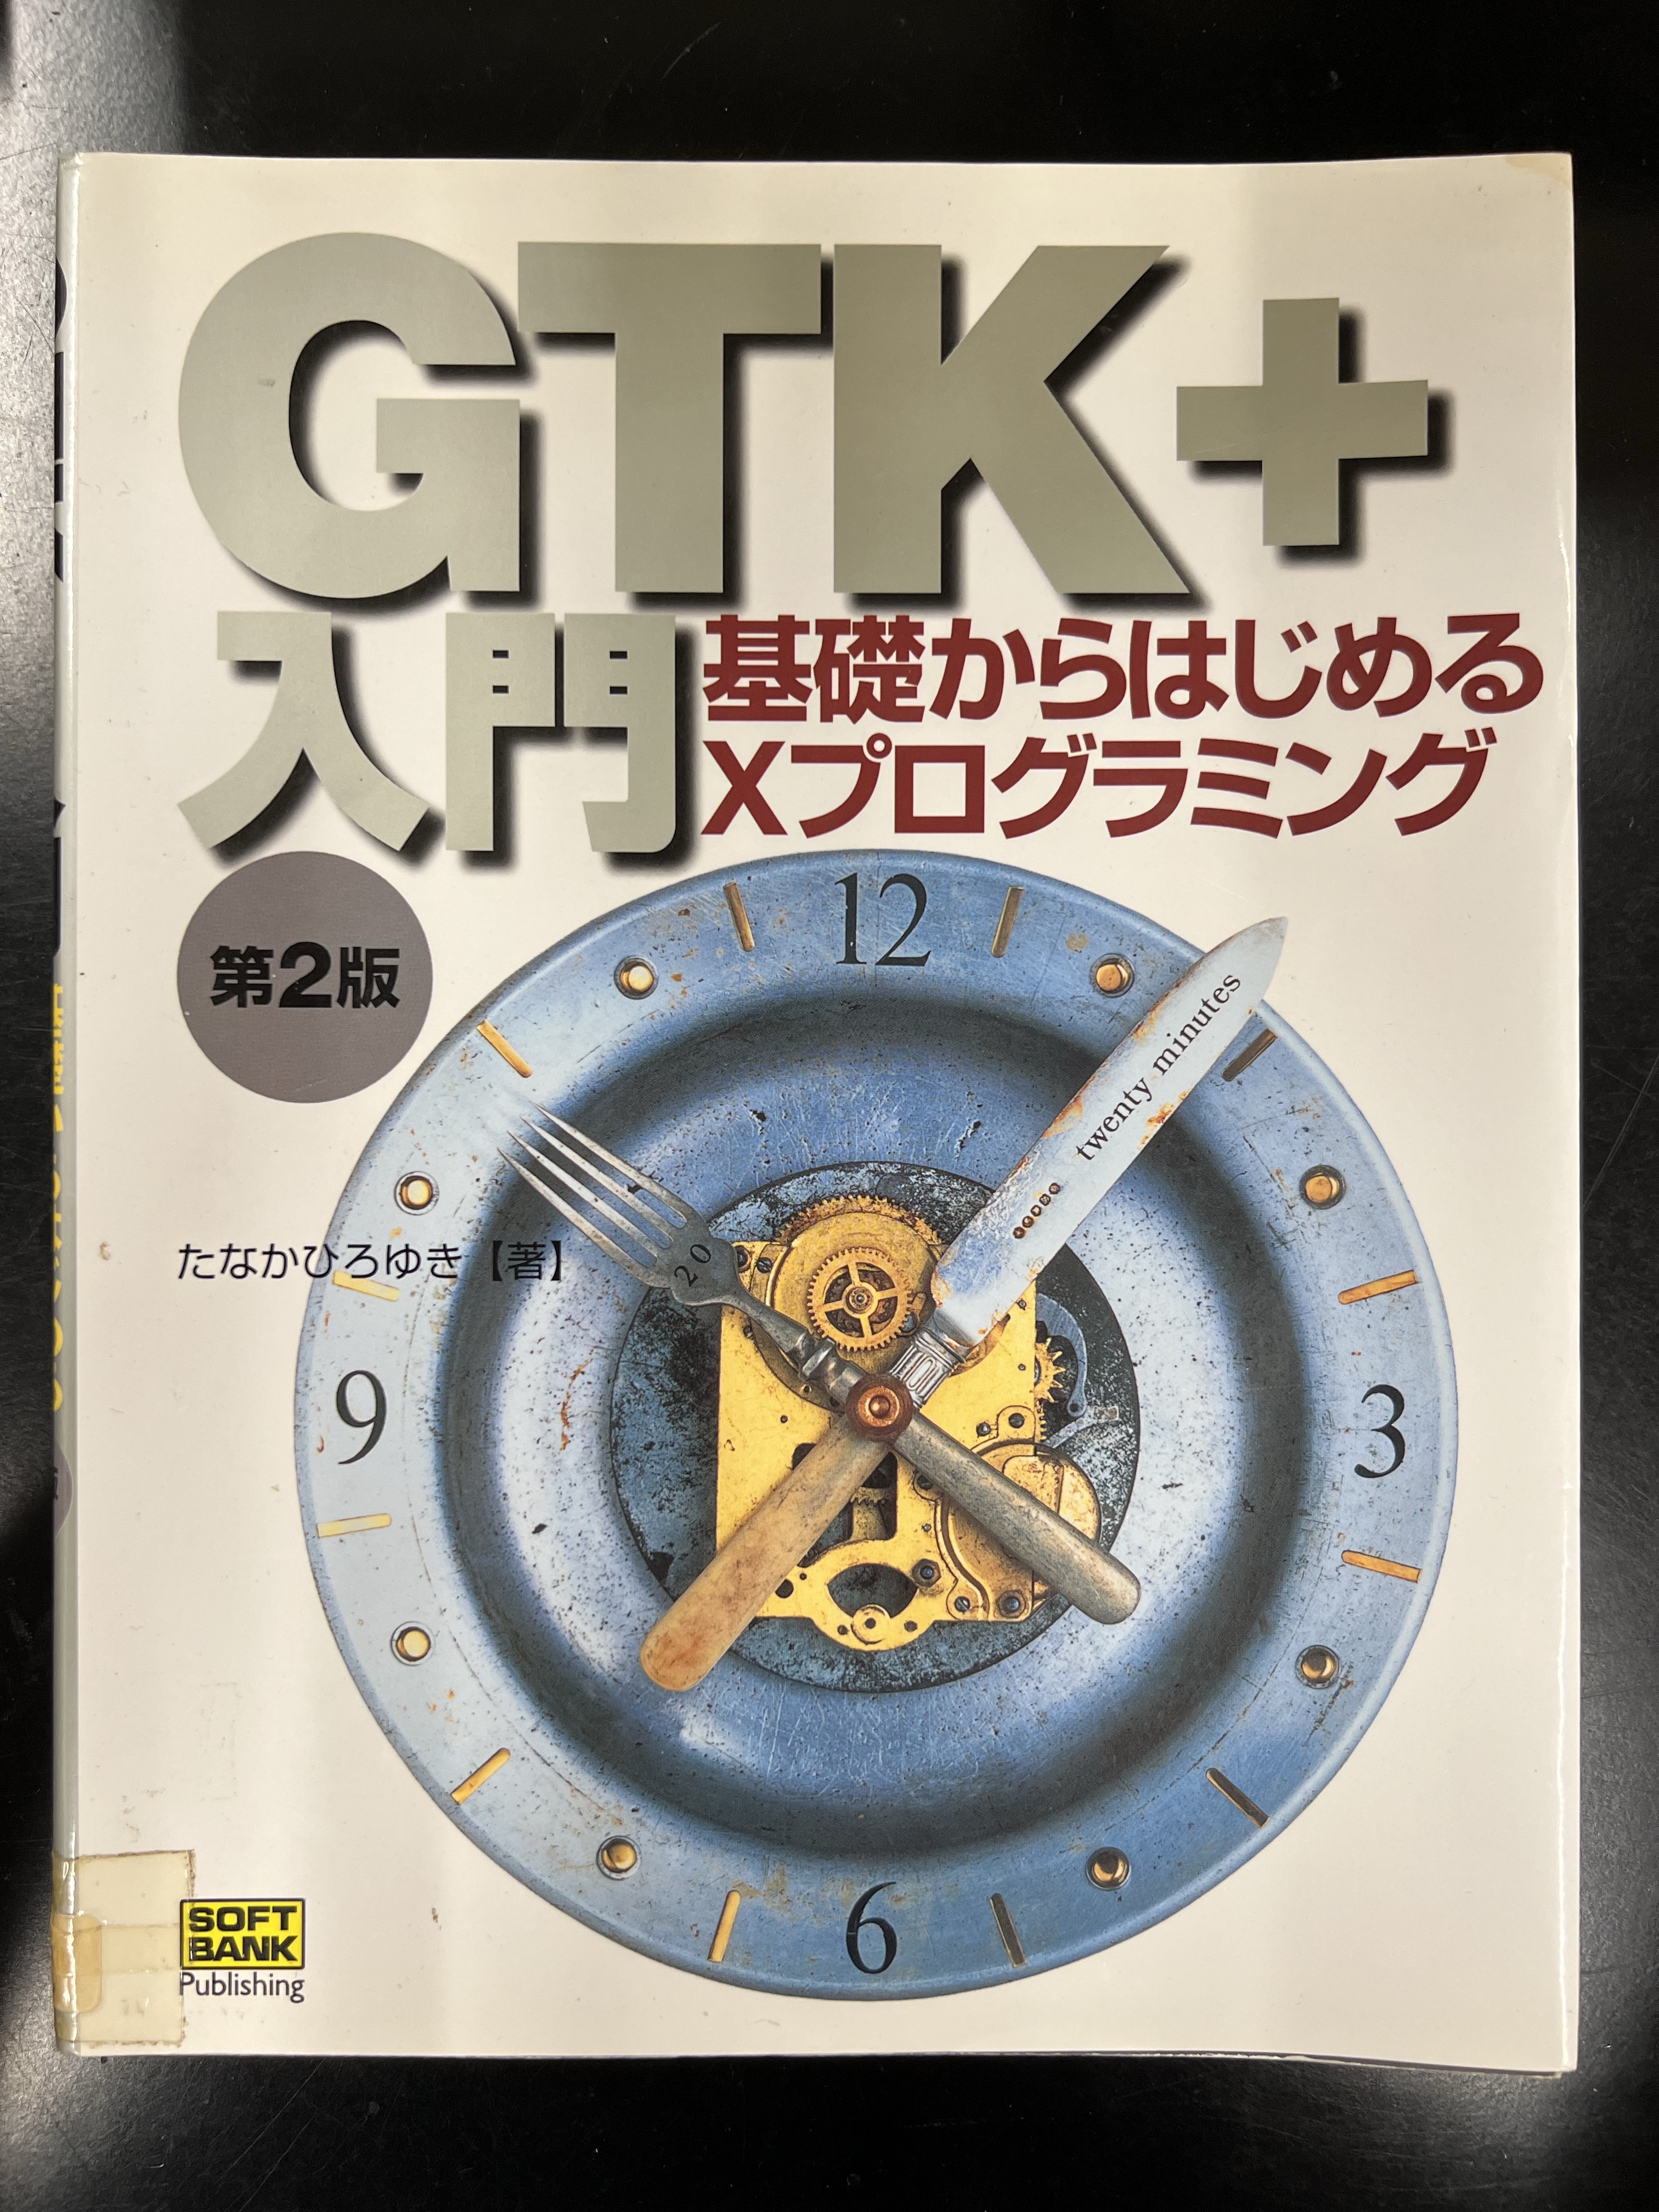 GTK+
入門
基礎からはじめる
Xプログラミング
第2版
たなかひろゆき【著】
12
9
3
6
20
twenty minutes
SOFT
BANK
Publishing